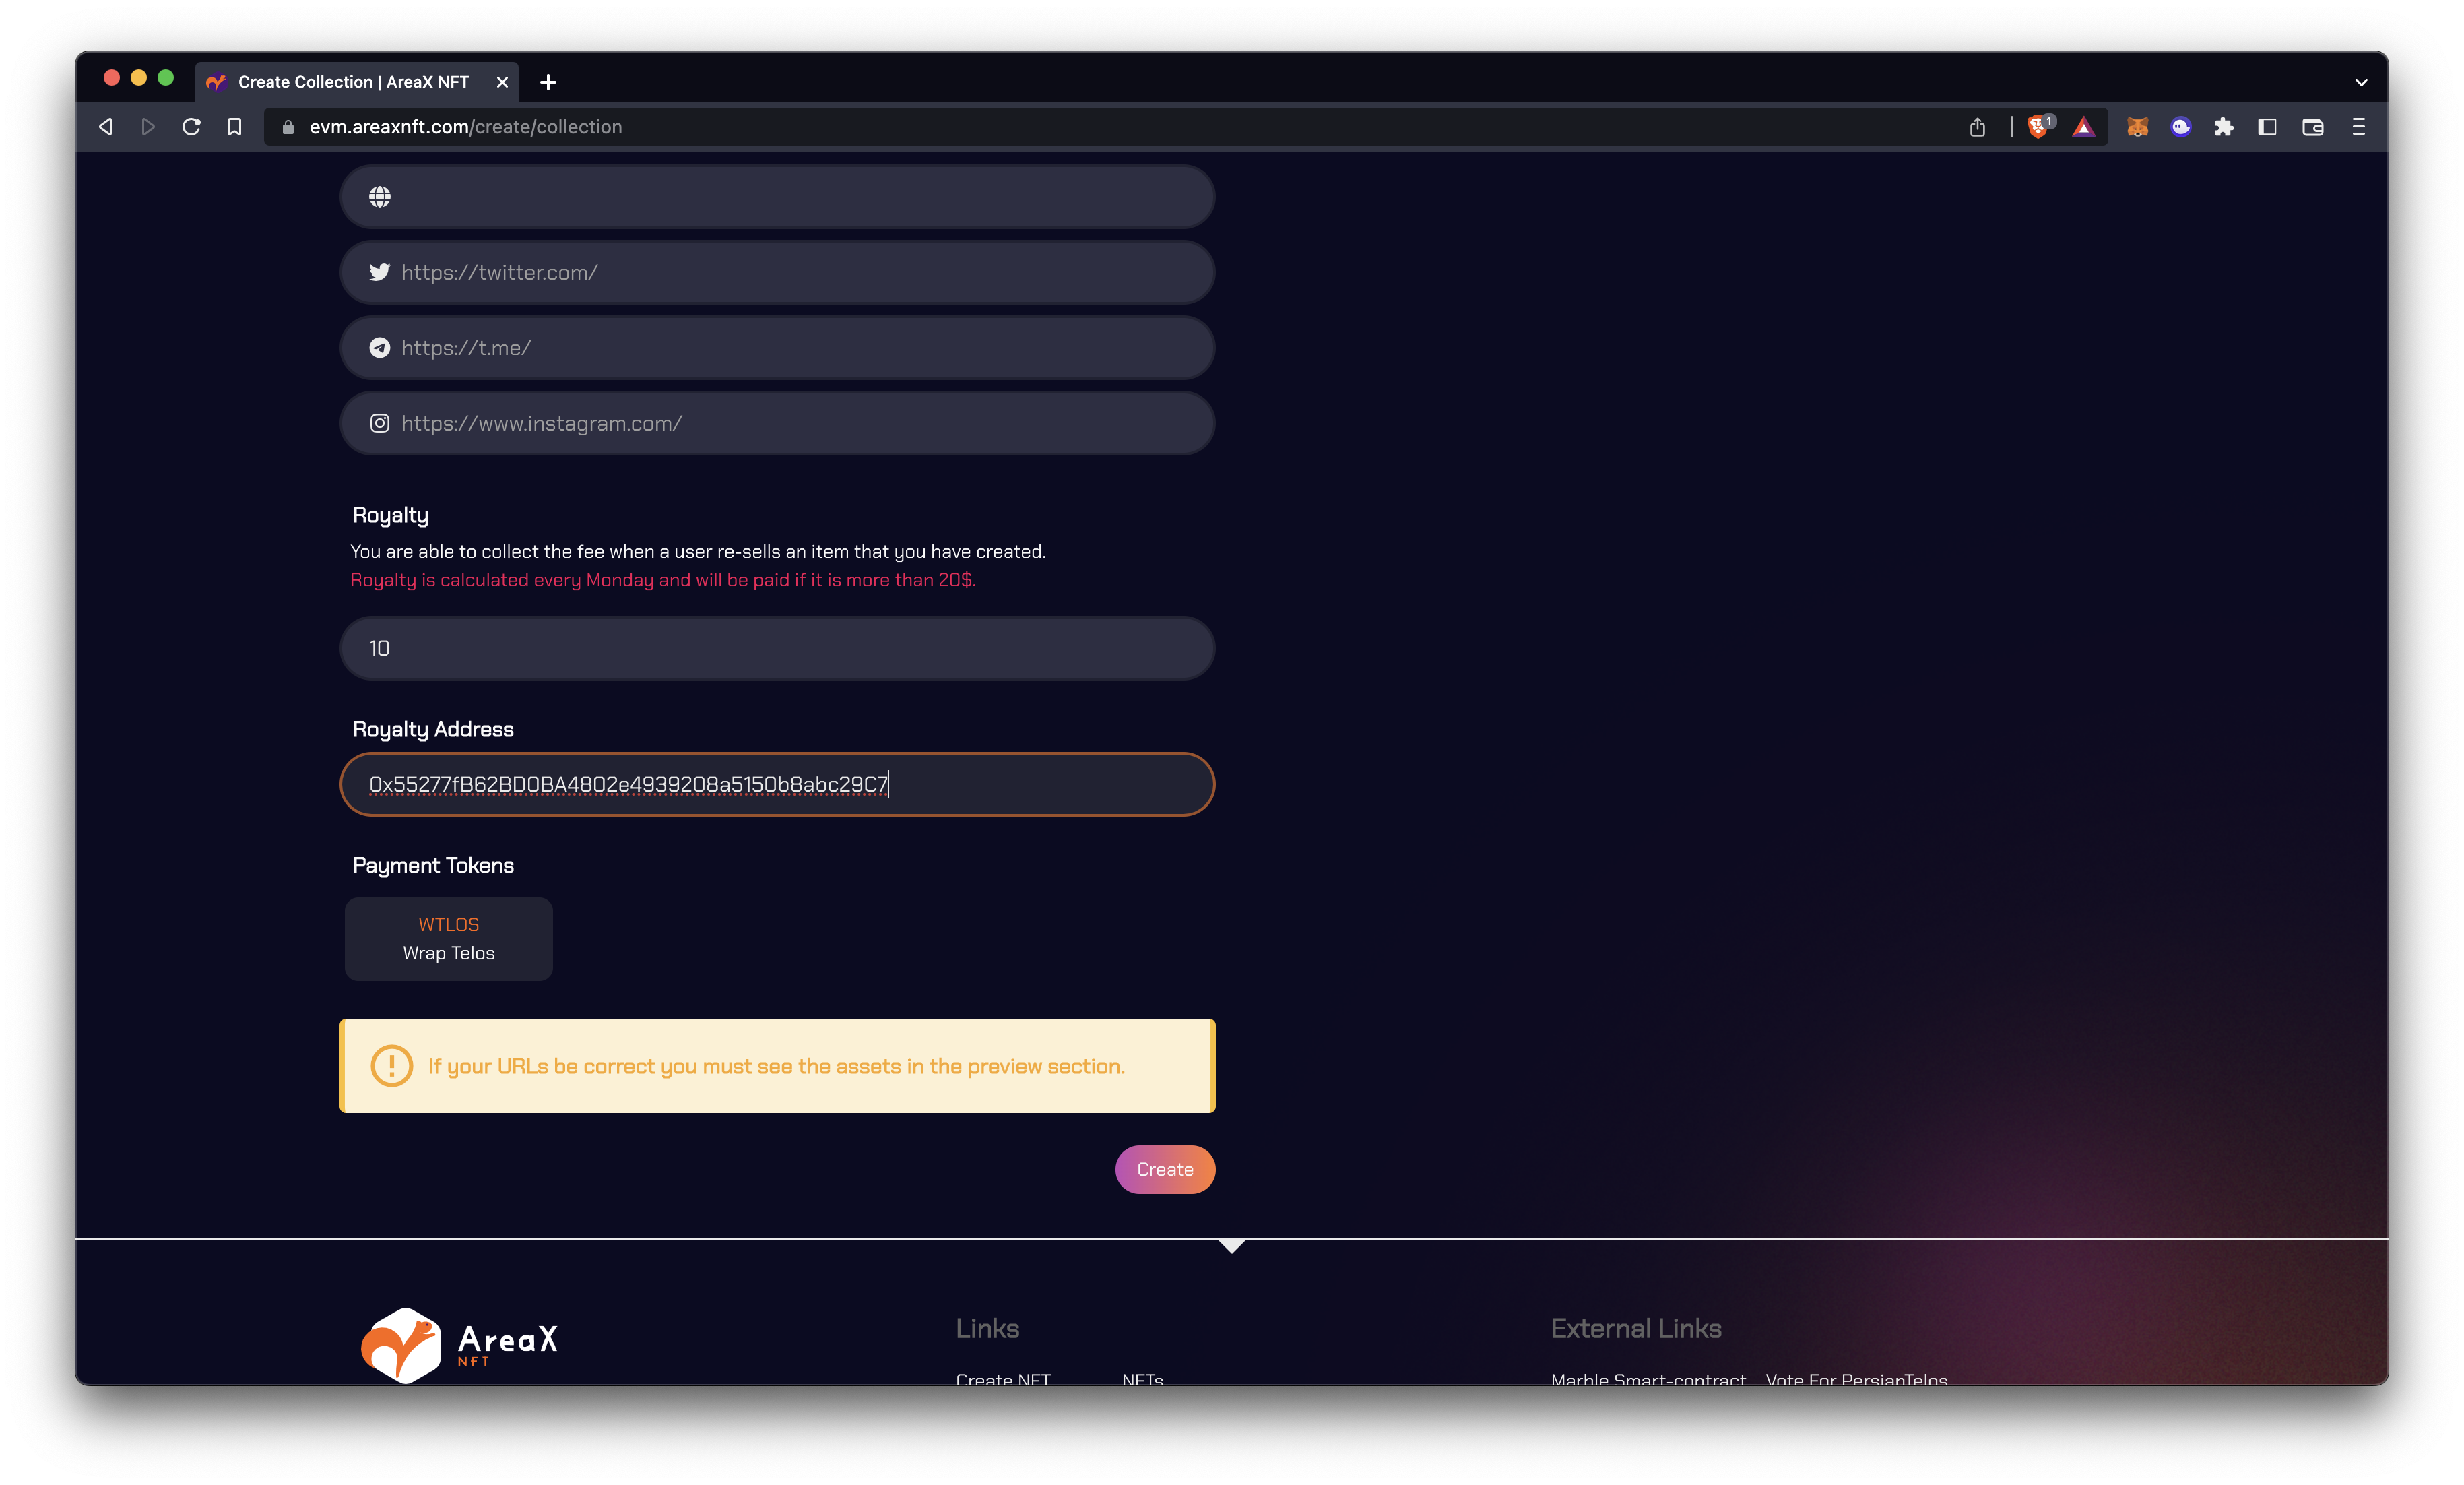 Create Collection | AreaX NFT
evm.areaxnft.com/create/collection
1
https://twitter.com/
https://t.me/
https://www.instagram.com/
Royalty
You are able to collect the fee when a user re-sells an item that you have created.
Royalty is calculated every Monday and will be paid if it is more than 20$.
10
Royalty Address
0x55277fB62BD0BA4802e4939208a5150b8abc29C7
Payment Tokens
WTLOS
Wrap Telos
If your URLs be correct you must see the assets in the preview section.
Create
AreaX
NFT
Links
External Links
Create NFT NFTs
Marble Smart-contract Vote For PersianTelos